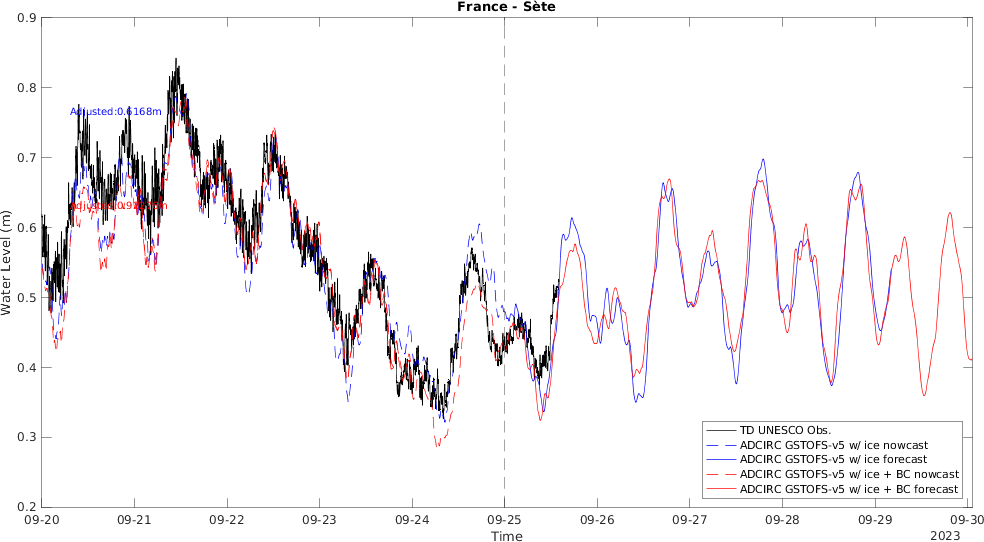 France - Sète
0.9
0.8
0.7
0.6
0.5
0.4
0.3
0.2
Water Level (m)
Adjusted:0.6168m
TD UNESCO Obs.
ADCIRC GSTOFS-v5 w/ ice nowcast
ADCIRC GSTOFS-v5 w/ ice forecast
ADCIRC GSTOFS-v5 w/ ice + BC nowcast
ADCIRC GSTOFS-v5 w/ ice + BC forecast
09-20 09-21 09-22 09-23 09-24 09-25 09-26 09-27 09-28 09-29 09-30
Time
2023